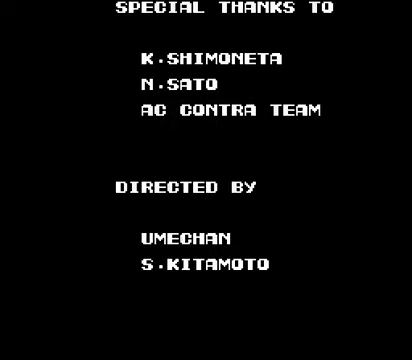 SPECIAL THANKS TO
K.SHIMONETA
N.SATO
AC CONTRA TEAM
DIRECTED BY
UMECHAN
S.KITAMOTO